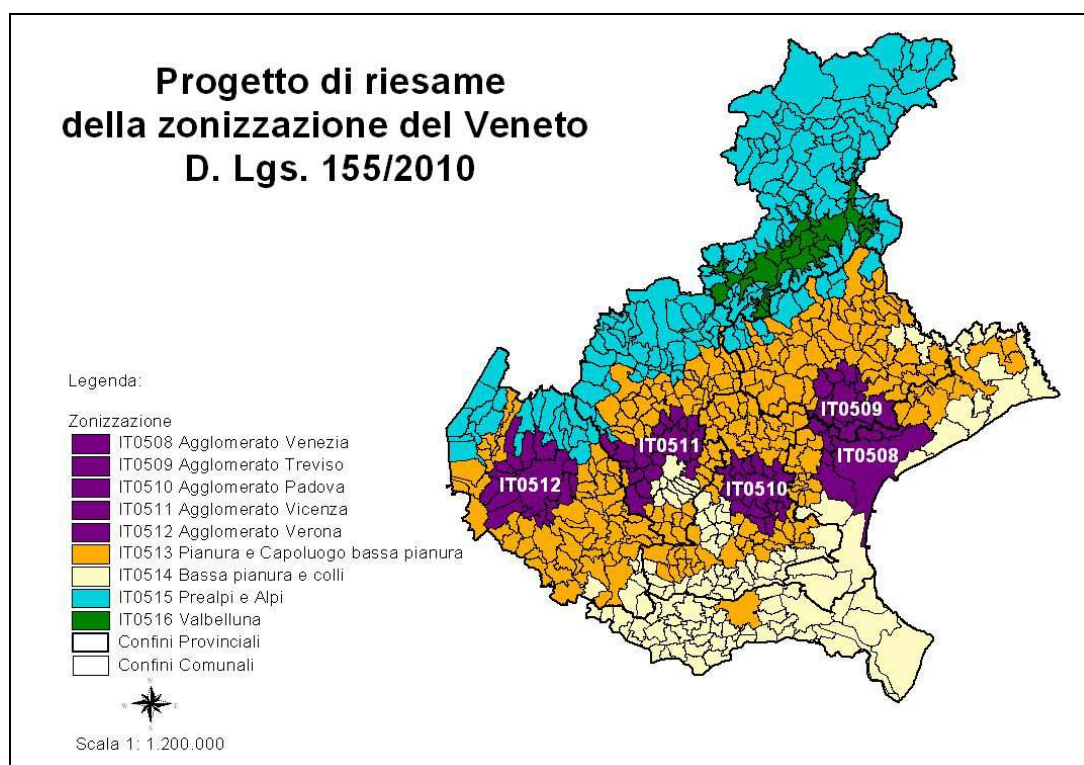 Progetto di riesame
della zonizzazione del Veneto
D. Lgs. 155/2010
Legenda:
Zonizzazione
IT0508 Agglomerato Venezia
IT0509 Agglomerato Treviso
IT0510 Agglomerato Padova
IT0511 Agglomerato Vicenza
IT0512 Agglomerato Verona
IT0513 Pianura e Capoluogo bassa pianura
IT0514 Bassa pianura e colli
IT0515 Prealpi e Alpi
IT0516 Valbelluna
Confini Provinciali
Confini Comunali
Scala 1: 1.200.000
IT0509
IT0511
IT0508
IT0512
IT0510